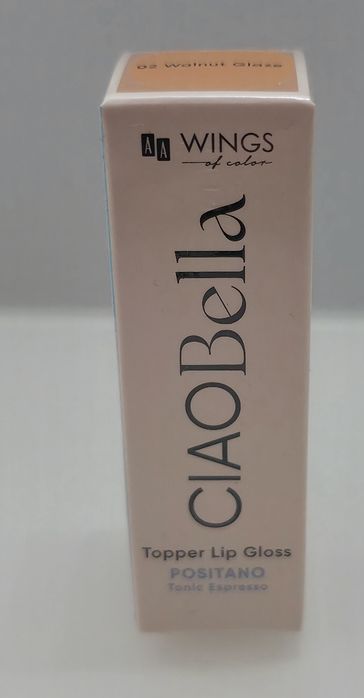 02 Walnut Glaze
AA WINGS
of color
CIAOBella
Topper Lip Gloss
POSITANO
Tonic Espresso